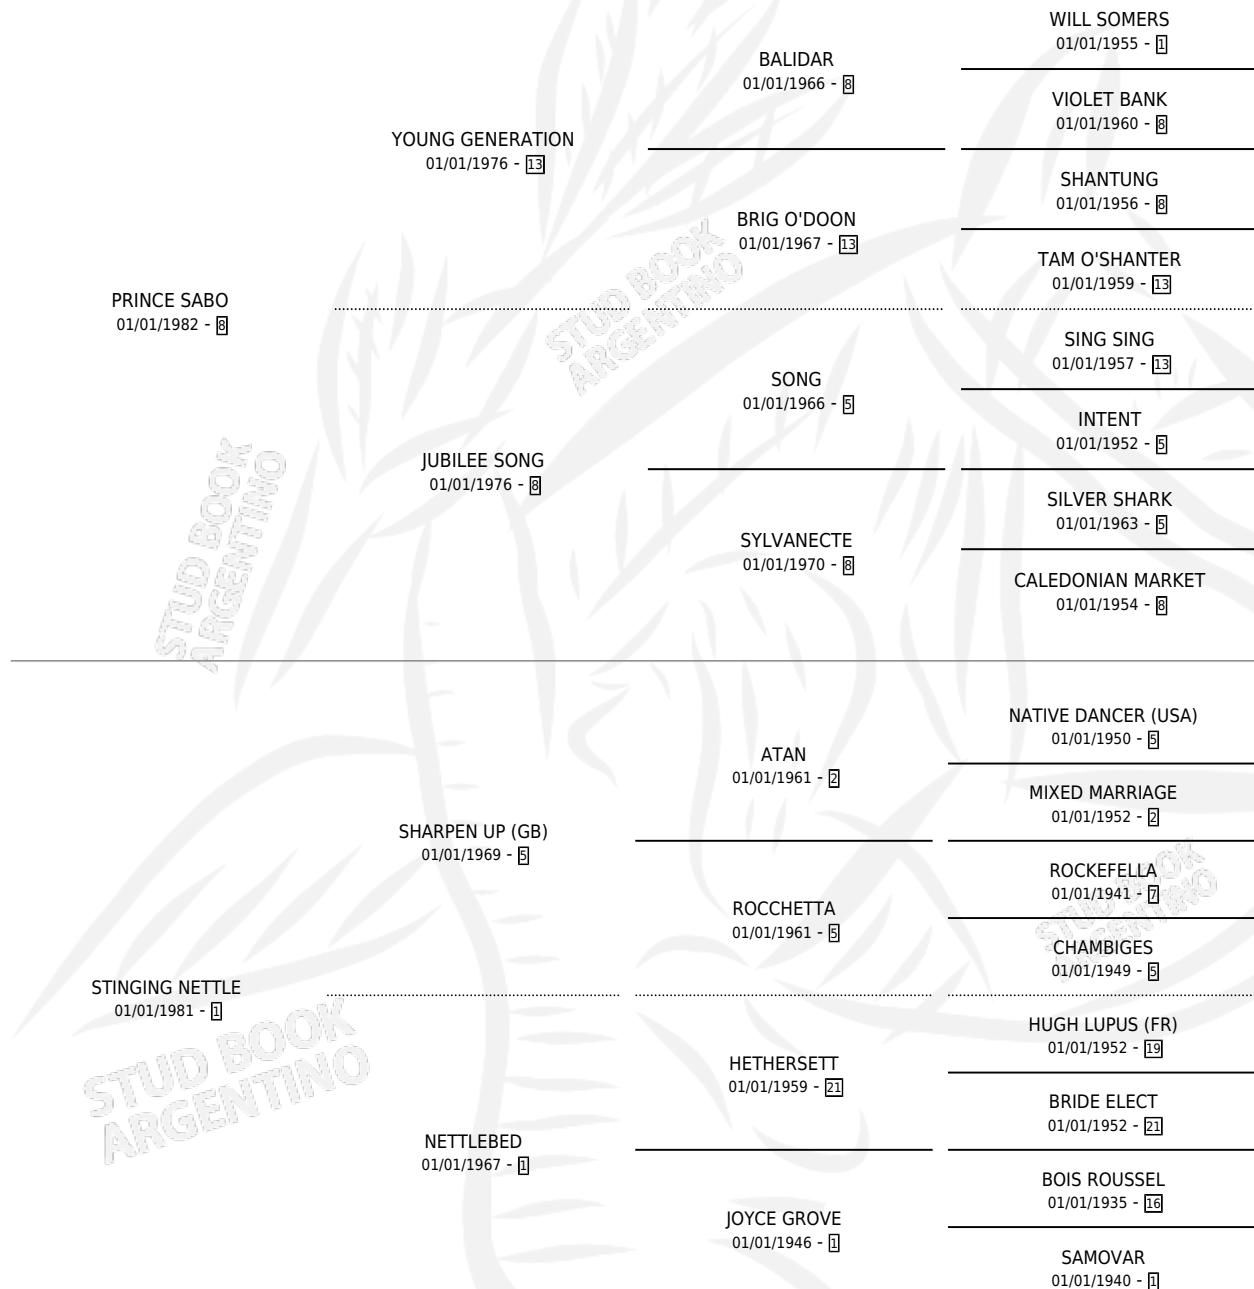 WILL SOMERS
01/01/1955 - 1
BALIDAR
01/01/1966 - 8
VIOLET BANK
01/01/1960 - 8
YOUNG GENERATION
01/01/1976 - 13
SHANTUNG
01/01/1956 - 8
BRIG O'DOON
01/01/1967 - 13
TAM O'SHANTER
01/01/1959 - 13
PRINCE SABO
01/01/1982 - 8
SING SING
01/01/1957 - 13
SONG
01/01/1966 - 5
INTENT
01/01/1952 - 5
JUBILEE SONG
01/01/1976 - 8
SILVER SHARK
01/01/1963 - 5
SYLVANECTE
01/01/1970 - 8
CALEDONIAN MARKET
01/01/1954 - 8
NATIVE DANCER (USA)
01/01/1950 - 5
ATAN
01/01/1961 - 2
MIXED MARRIAGE
01/01/1952 - 2
SHARPEN UP (GB)
01/01/1969 - 5
ROCKEFELLA
01/01/1941 - 7
ROCCHETTA
01/01/1961 - 5
CHAMBIGES
01/01/1949 - 5
STINGING NETTLE
01/01/1981 - 1
HUGH LUPUS (FR)
01/01/1952 - 19
HETHERSETT
01/01/1959 - 21
BRIDE ELECT
01/01/1952 - 21
NETTLEBED
01/01/1967 - 1
BOIS ROUSSEL
01/01/1935 - 16
JOYCE GROVE
01/01/1946 - 1
SAMOVAR
01/01/1940 - 1
STUD BOOK
ARGENTINO
STUD BOOK
ARGENTINO
STUD BOOK
ARGENTINO
STUD BOOK
ARGENTINO